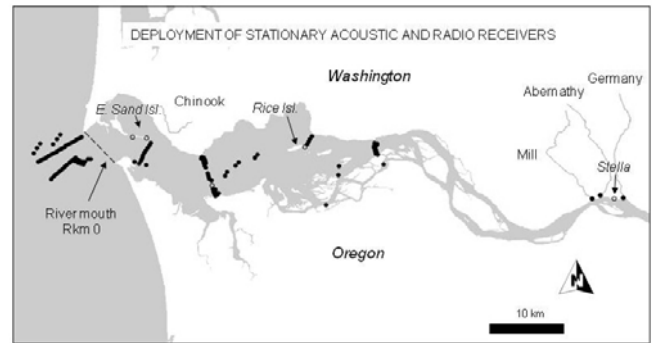 DEPLOYMENT OF STATIONARY ACOUSTIC AND RADIO RECEIVERS
Washington
Germany
Abernathy
E. Sand Isl.
Chinook
Rice Isl.
Mill
Stella
River mouth
Rkm 0
Oregon
N
10 km